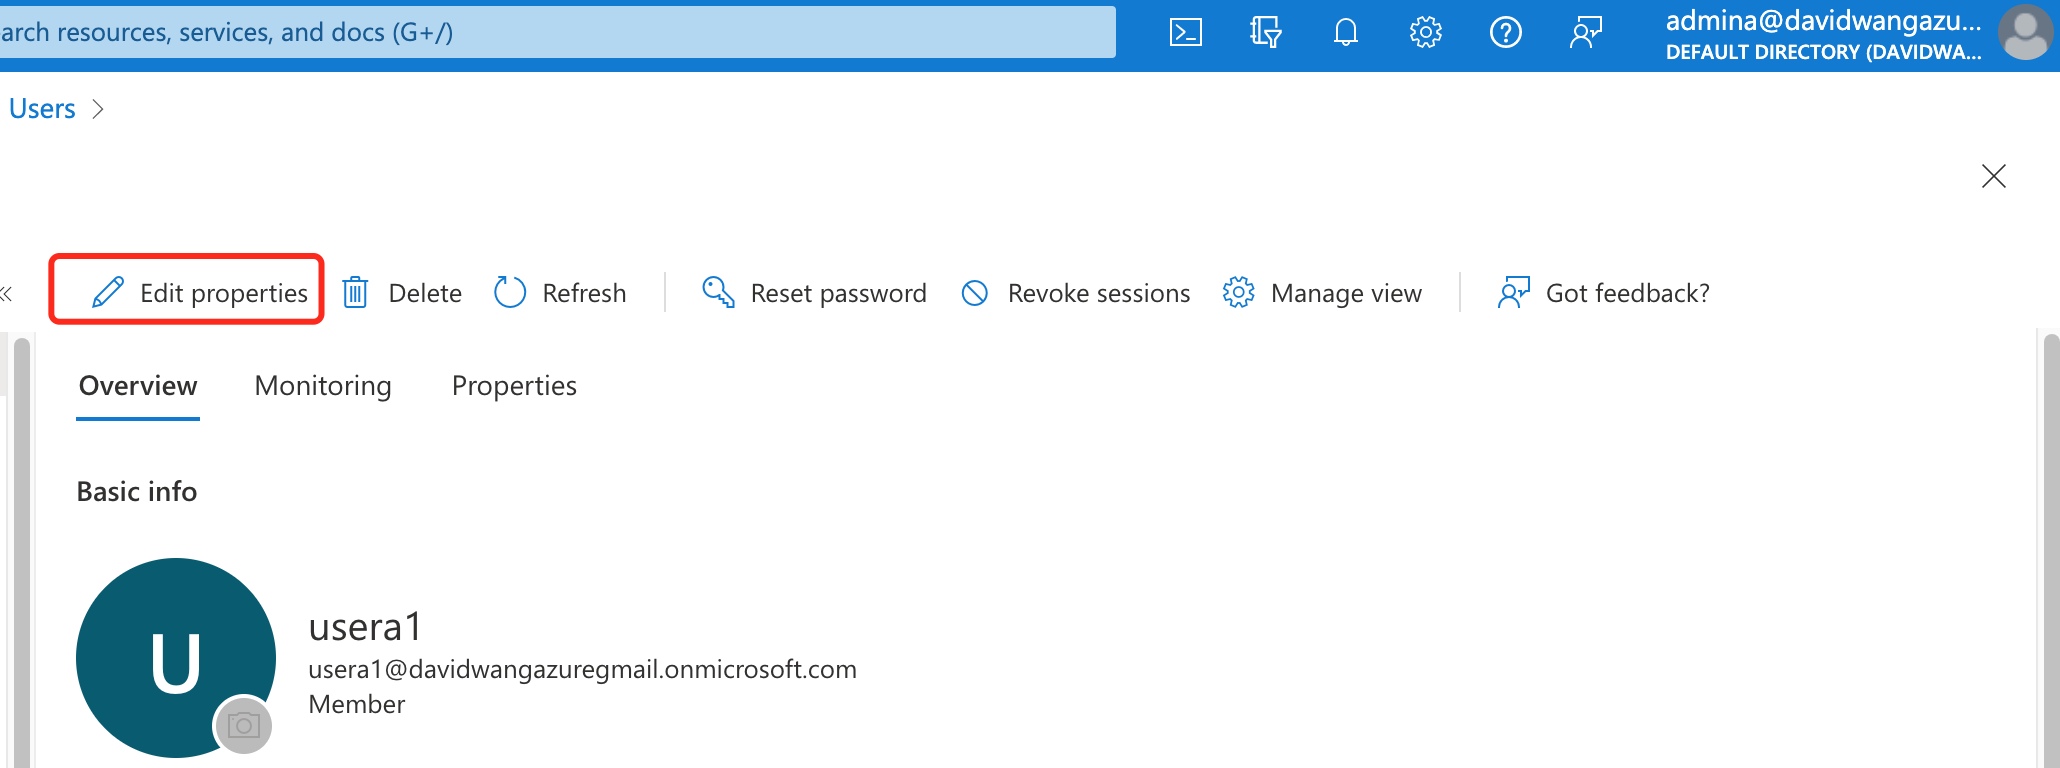 arch resources, services, and docs (G+/)
admina@davidwangazu...
DEFAULT DIRECTORY (DAVIDWA...
Users
Edit properties
Delete
Refresh
Reset password
Revoke sessions
Manage view
Got feedback?
Overview
Monitoring
Properties
Basic info
U
usera1
usera1@davidwangazuregmail.onmicrosoft.com
Member